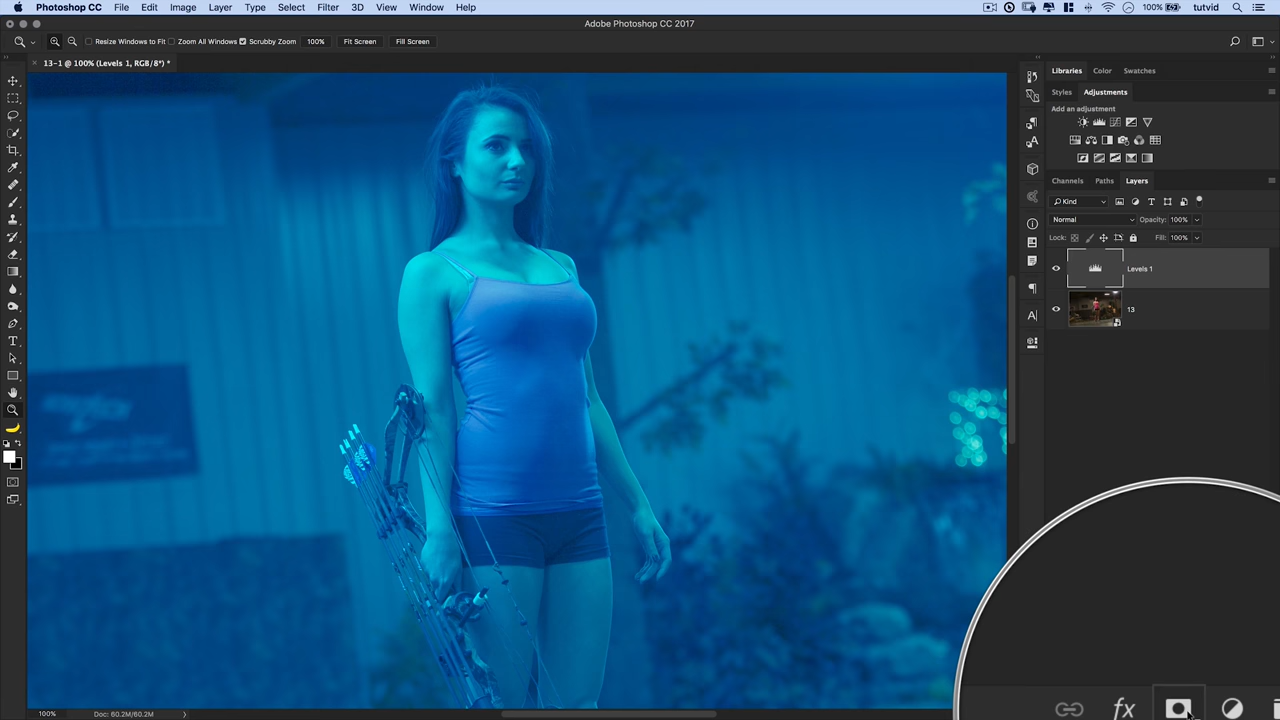 Photoshop CC File Edit Image Layer Type Select Filter 3D View Window Help 100% tutvid
Adobe Photoshop CC 2017
Resize Windows to Fit Zoom All Windows Scrubby Zoom 100% Fit Screen Fill Screen
13-1 @ 100% (Levels 1, RGB/8*) *
Libraries Color Swatches
Styles Adjustments
Add an adjustment
Channels Paths Layers
Kind
Normal Opacity: 100%
Lock: Fill: 100%
Levels 1
13
fx
100% Doc: 60.2M/60.2M